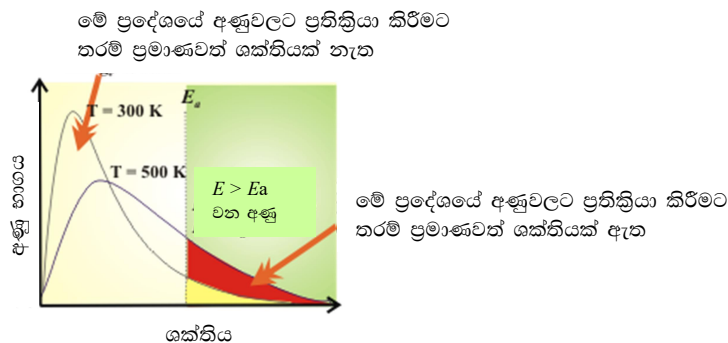 මේ ප්‍රදේශයේ අණුවලට ප්‍රතික්‍රියා කිරීමට
තරම් ප්‍රමාණවත් ශක්තියක් නැත
T = 300 K
Ea
T = 500 K
E > Ea
වන අණු
මේ ප්‍රදේශයේ අණුවලට ප්‍රතික්‍රියා කිරීමට
තරම් ප්‍රමාණවත් ශක්තියක් ඇත
අණු භාගය
ශක්තිය